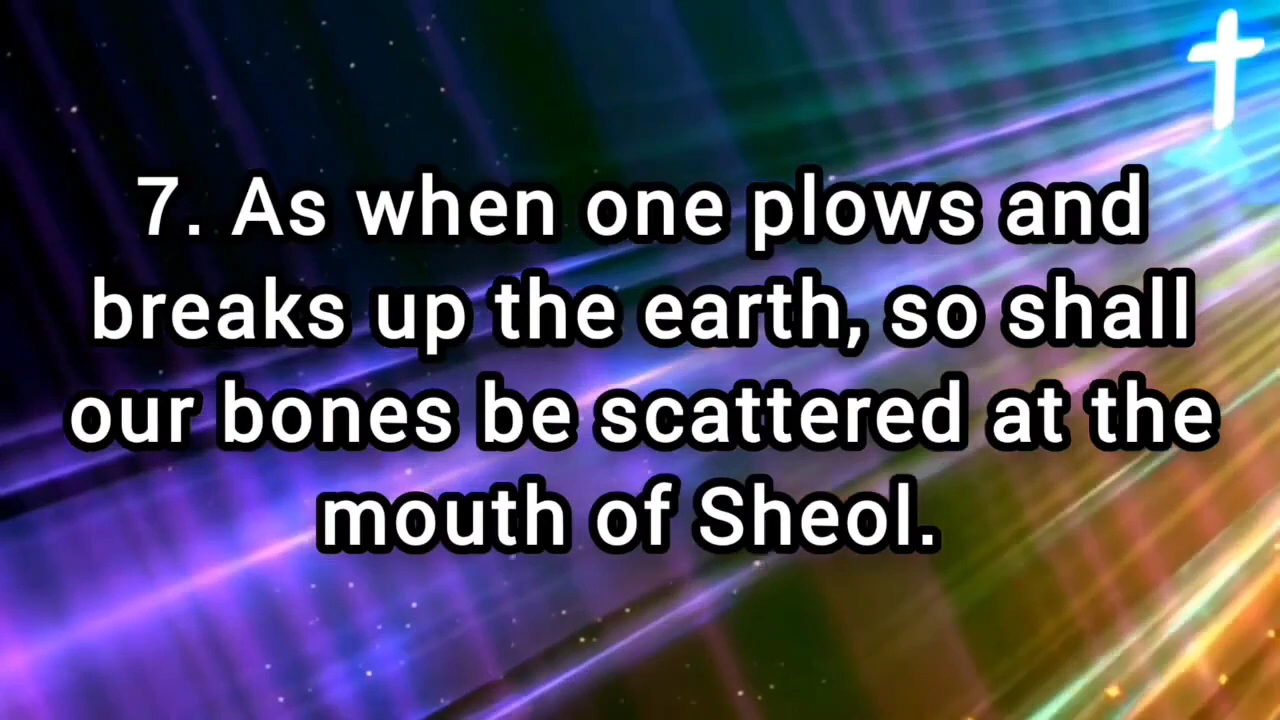 7. As when one plows and
breaks up the earth, so shall
our bones be scattered at the
mouth of Sheol.